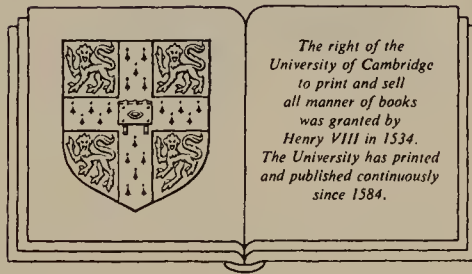 The right of the
University of Cambridge
to print and sell
all manner of books
was granted by
Henry VIII in 1534.
The University has printed
and published continuously
since 1584.